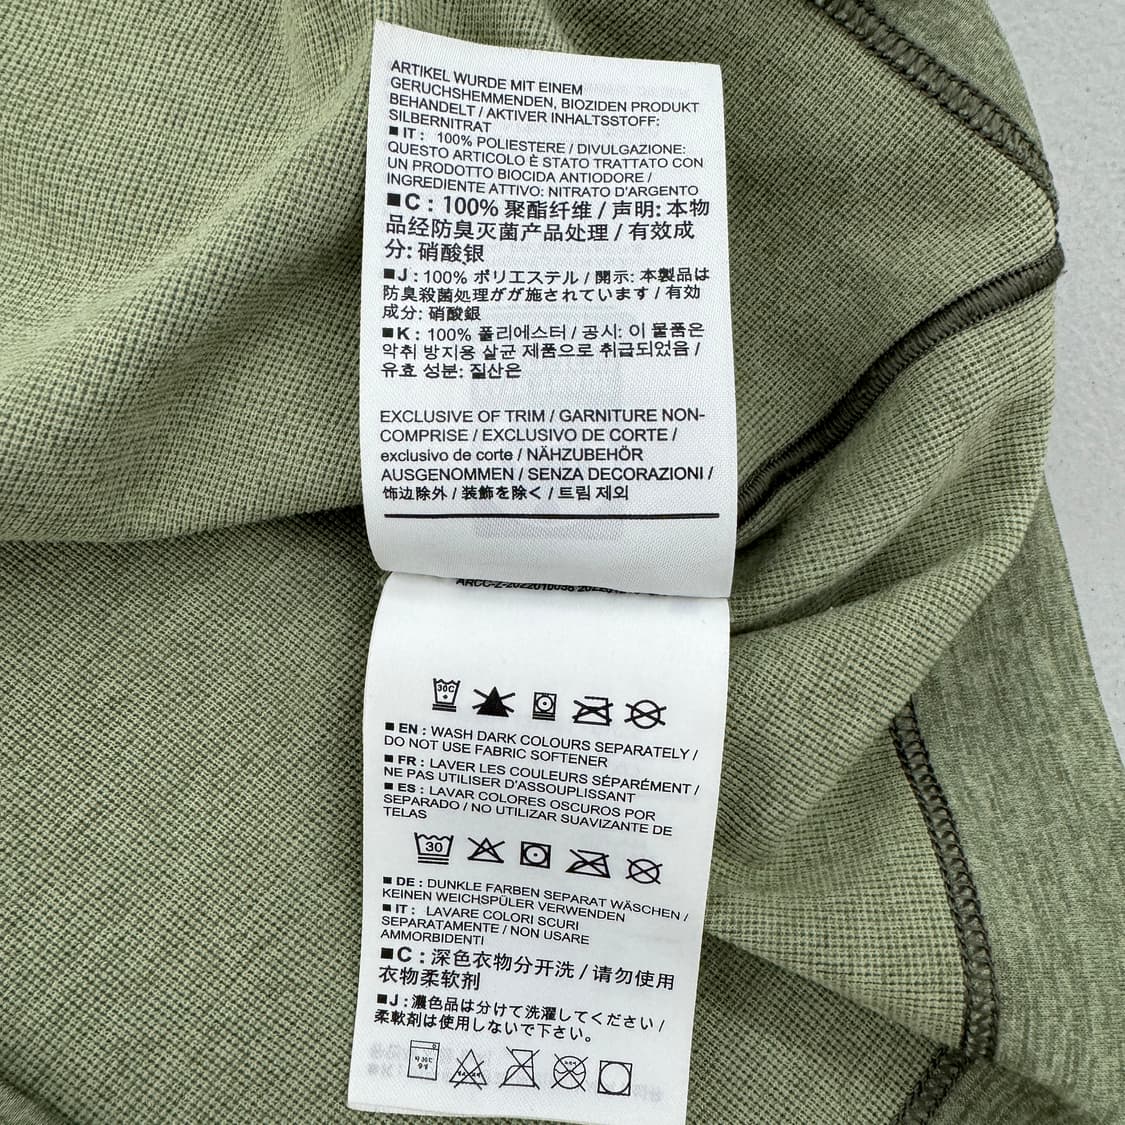 ARTIKEL WURDE MIT EINEM
GERUCHSHEMMENDEN, BIOZIDEN PRODUKT
BEHANDELT / AKTIVER INHALTSSTOFF:
SILBERNITRAT
■ IT : 100% POLIESTERE / DIVULGAZIONE:
QUESTO ARTICOLO È STATO TRATTATO CON
UN PRODOTTO BIOCIDA ANTIODORE /
INGREDIENTE ATTIVO: NITRATO D'ARGENTO
■C : 100% 聚酯纤维 / 声明: 本物
品经防臭灭菌产品处理 / 有效成
分: 硝酸银
■J : 100% ポリエステル / 開示: 本製品は
防臭殺菌処理がが施されています / 有効
成分: 硝酸銀
■K : 100% 폴리에스터 / 공시: 이 물품은
악취 방지용 살균 제품으로 취급되었음 /
유효 성분: 질산은
EXCLUSIVE OF TRIM / GARNITURE NON-
COMPRISE / EXCLUSIVO DE CORTE /
exclusivo de corte / NÄHZUBEHÖR
AUSGENOMMEN / SENZA DECORAZIONI /
饰边除外 / 装飾を除く / 트림 제외
30C
■ EN : WASH DARK COLOURS SEPARATELY /
DO NOT USE FABRIC SOFTENER
■ FR : LAVER LES COULEURS SÉPARÉMENT /
NE PAS UTILISER D'ASSOUPLISSANT
■ ES : LAVAR COLORES OSCUROS POR
SEPARADO / NO UTILIZAR SUAVIZANTE DE
TELAS
30
■ DE : DUNKLE FARBEN SEPARAT WASCHEN /
KEINEN WEICHSPÜLER VERWENDEN
■ IT : LAVARE COLORI SCURI
SEPARATAMENTE / NON USARE
AMMORBIDENTI
■C : 深色衣物分开洗 / 请勿使用
衣物柔软剂
■J : 濃色品は分けて洗濯してください /
柔軟剤は使用しないで下さい。